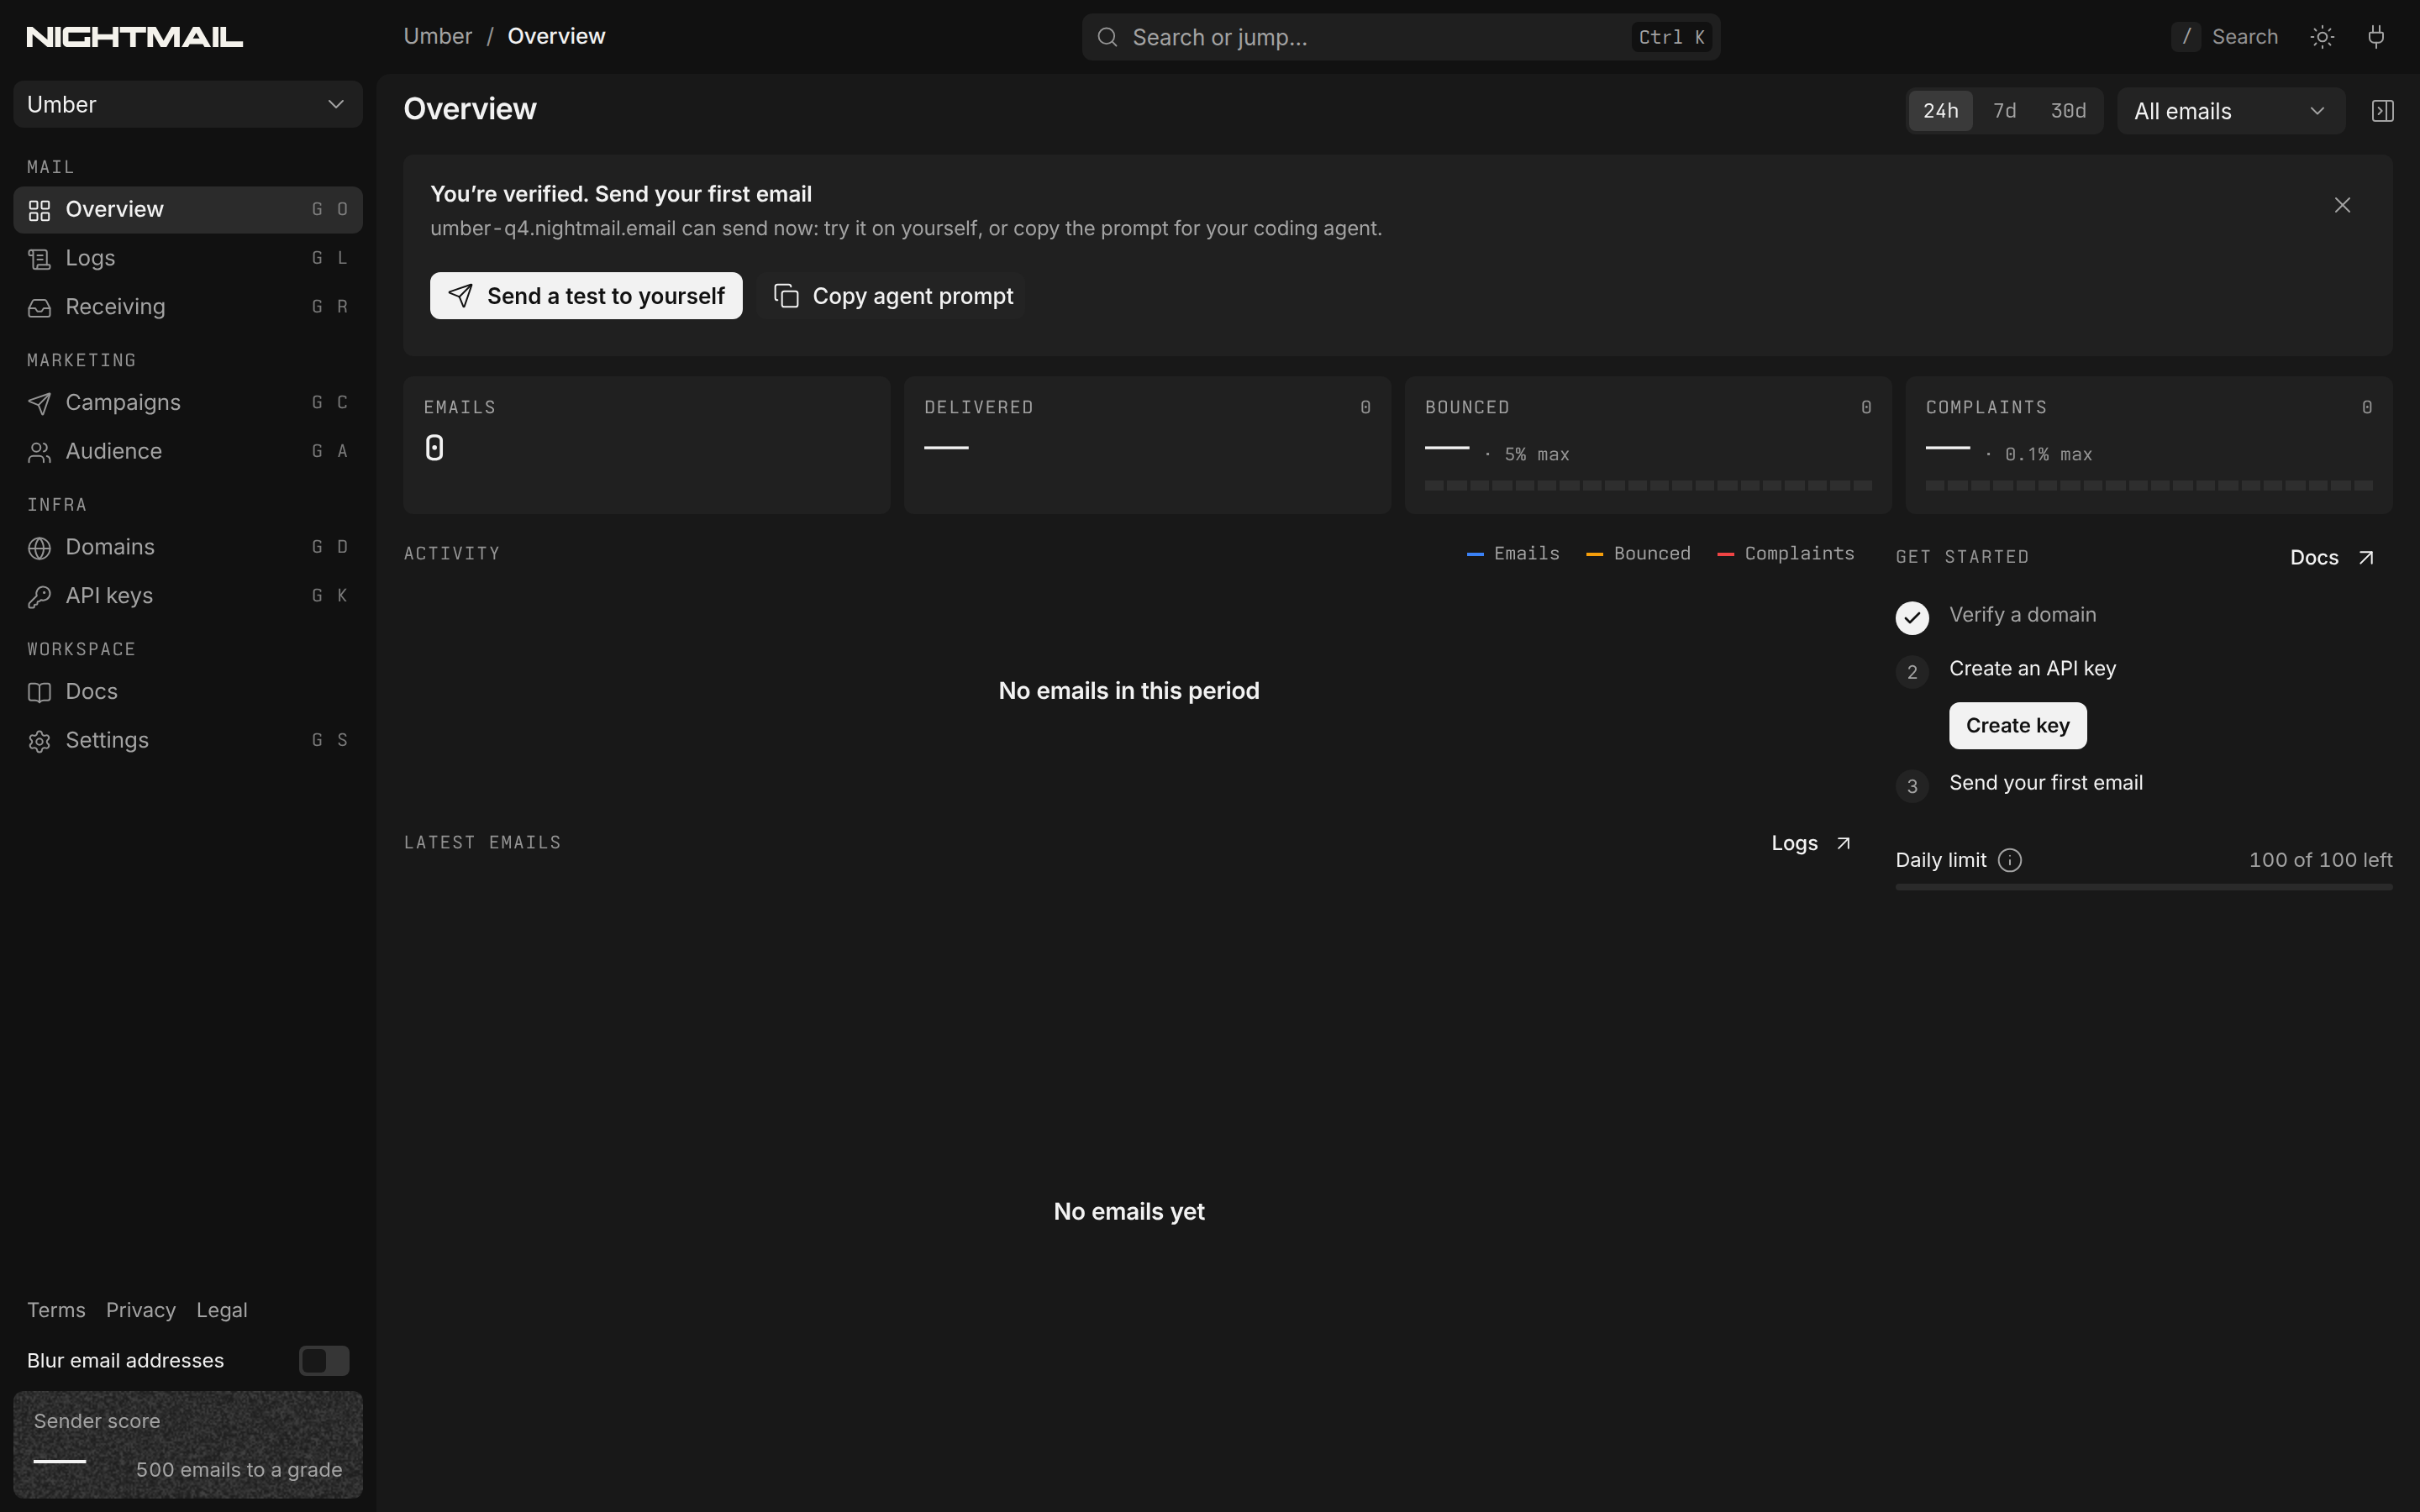 NIGHTMAIL
Umber / Overview
Search or jump... Ctrl K
/ Search
Umber
MAIL
Overview G O
Logs G L
Receiving G R
MARKETING
Campaigns G C
Audience G A
INFRA
Domains G D
API keys G K
WORKSPACE
Docs
Settings G S
Terms Privacy Legal
Blur email addresses
Sender score
— 500 emails to a grade
Overview
24h 7d 30d All emails
You’re verified. Send your first email
umber-q4.nightmail.email can send now: try it on yourself, or copy the prompt for your coding agent.
Send a test to yourself Copy agent prompt
EMAILS
0
DELIVERED 0
—
BOUNCED 0
— · 5% max
COMPLAINTS 0
— · 0.1% max
ACTIVITY Emails Bounced Complaints
No emails in this period
LATEST EMAILS Logs
No emails yet
GET STARTED Docs
Verify a domain
2 Create an API key
Create key
3 Send your first email
Daily limit 100 of 100 left